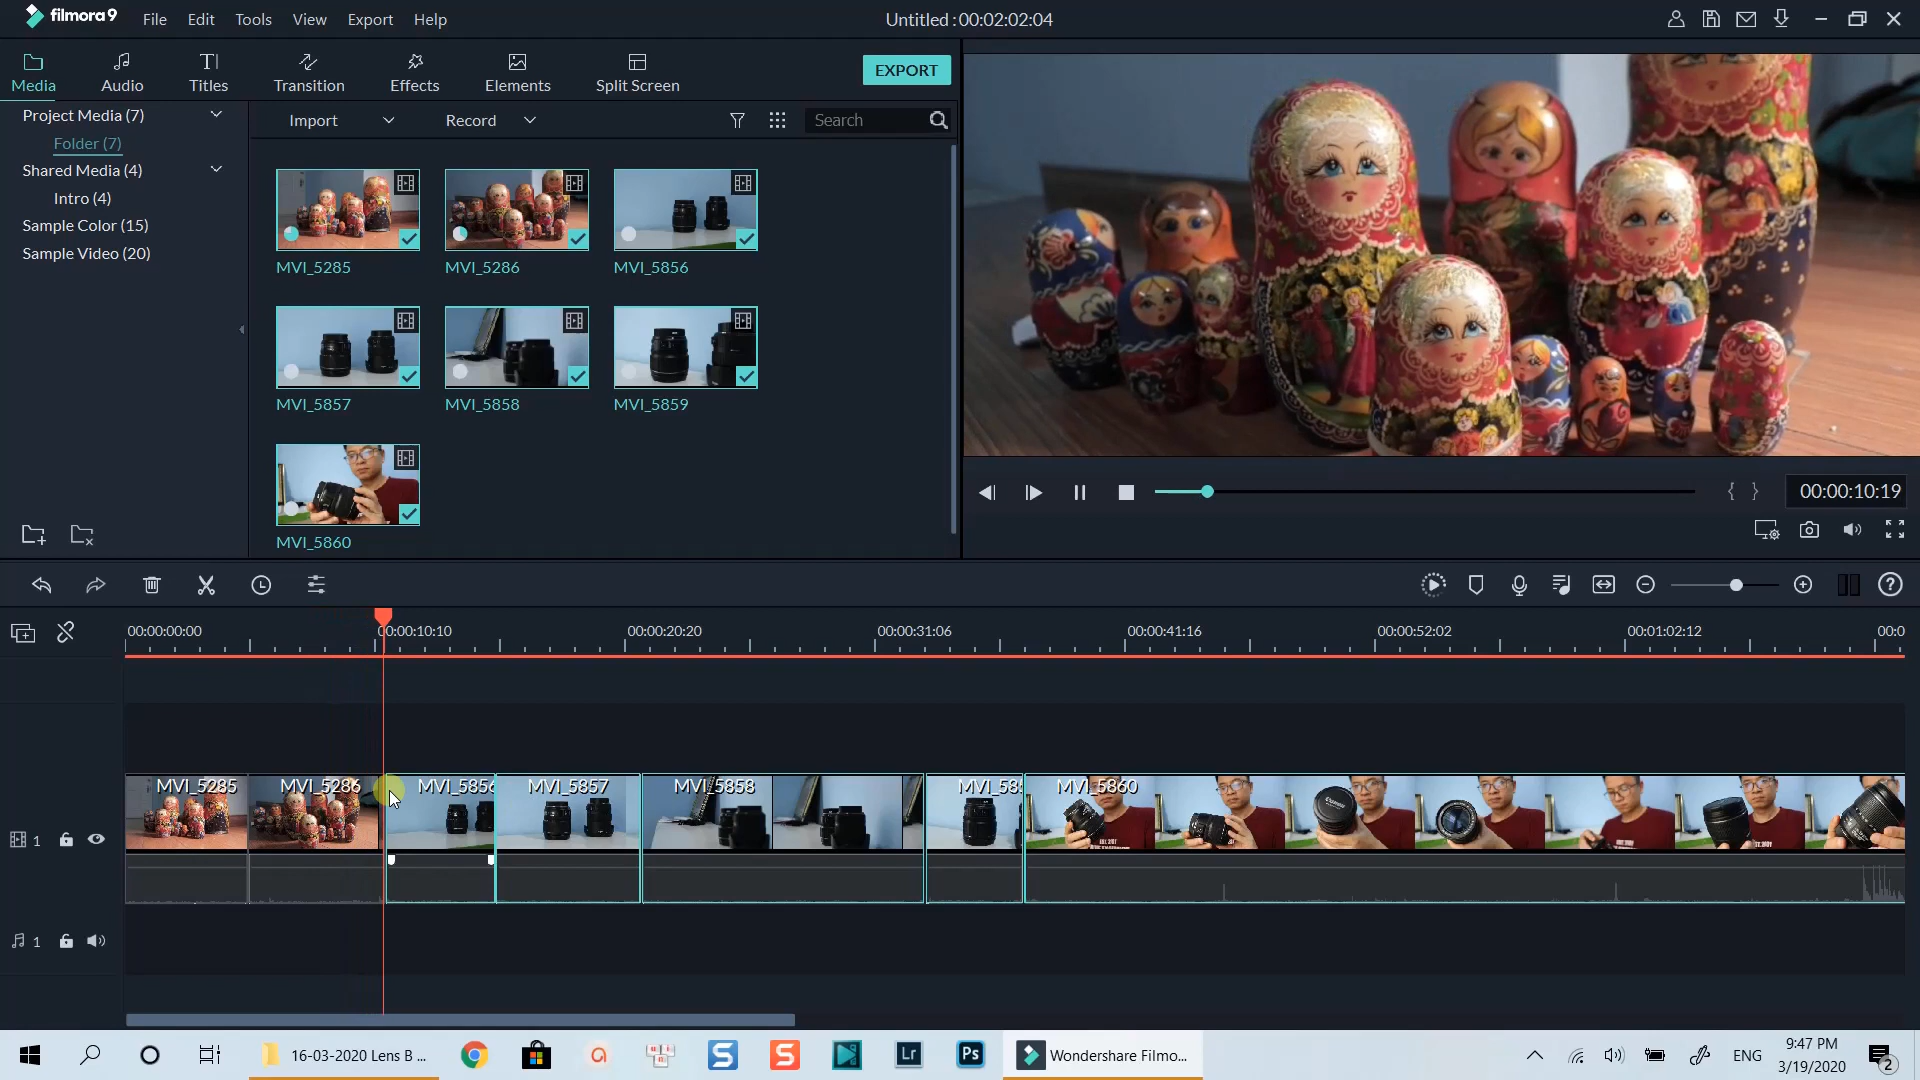 filmora9
File
Edit
Tools
View
Export
Help
Untitled : 00:02:02:04
Media
Audio
Titles
Transition
Effects
Elements
Split Screen
EXPORT
Project Media (7)
Folder (7)
Shared Media (4)
Intro (4)
Sample Color (15)
Sample Video (20)
Import
Record
Search
MVI_5285
MVI_5286
MVI_5856
MVI_5857
MVI_5858
MVI_5859
MVI_5860
00:00:10:19
00:00:00:00
00:00:10:10
00:00:20:20
00:00:31:06
00:00:41:16
00:00:52:02
00:01:02:12
00:0
MVI_5285
MVI_5286
MVI_5856
MVI_5857
MVI_5858
MVI_585
MVI_5860
1
1
16-03-2020 Lens B ...
Lr
Ps
Wondershare Filmo...
ENG
9:47 PM
3/19/2020
2